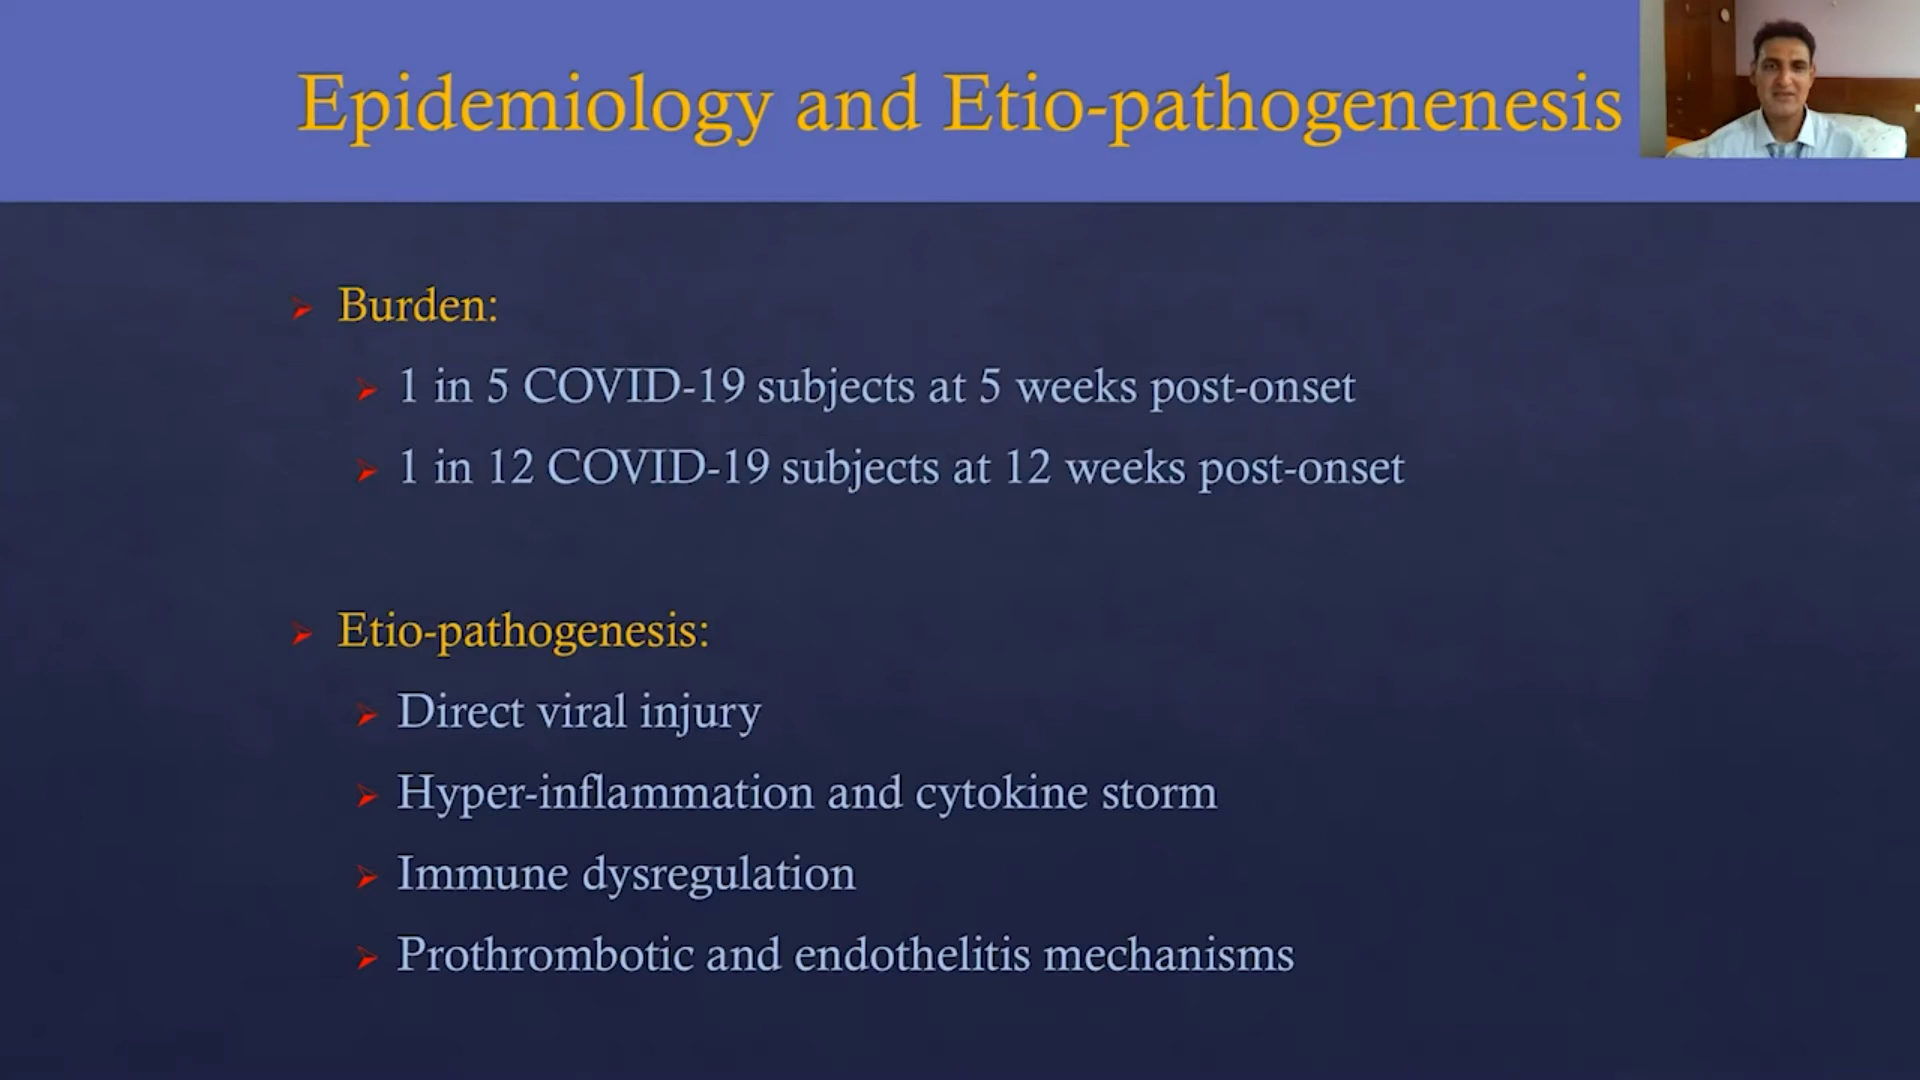 Epidemiology and Etio-pathogenenesis
Burden:
1 in 5 COVID-19 subjects at 5 weeks post-onset
1 in 12 COVID-19 subjects at 12 weeks post-onset
Etio-pathogenesis:
Direct viral injury
Hyper-inflammation and cytokine storm
Immune dysregulation
Prothrombotic and endothelitis mechanisms